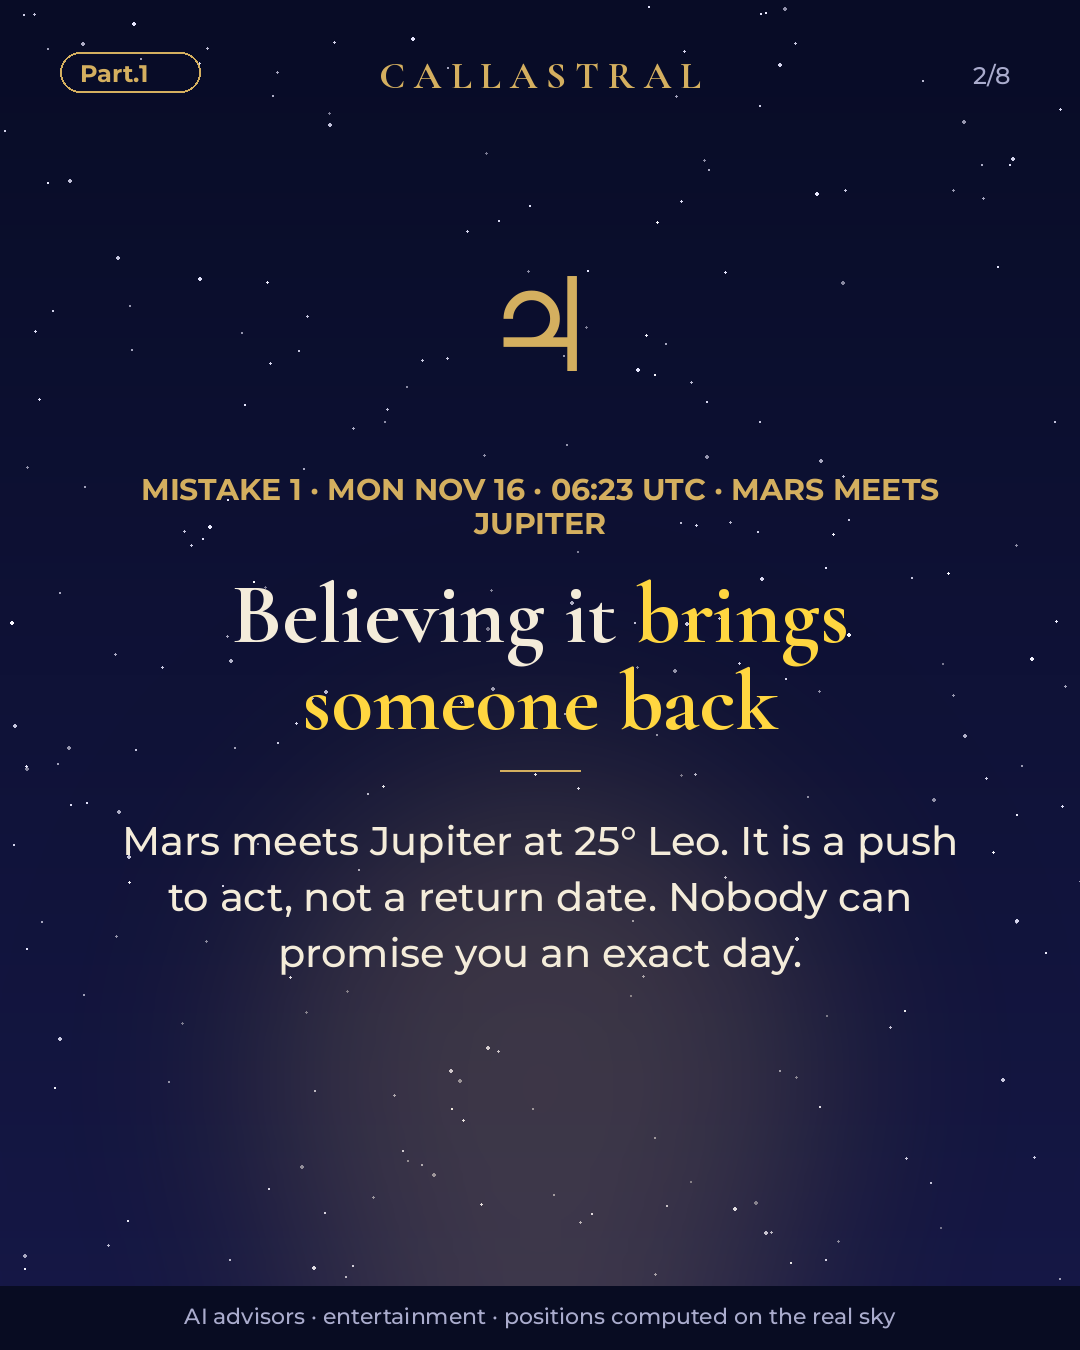 Part.1
CALLASTRAL
2/8
♃
MISTAKE 1 · MON NOV 16 · 06:23 UTC · MARS MEETS
JUPITER
Believing it brings
someone back
Mars meets Jupiter at 25° Leo. It is a push
to act, not a return date. Nobody can
promise you an exact day.
AI advisors · entertainment · positions computed on the real sky